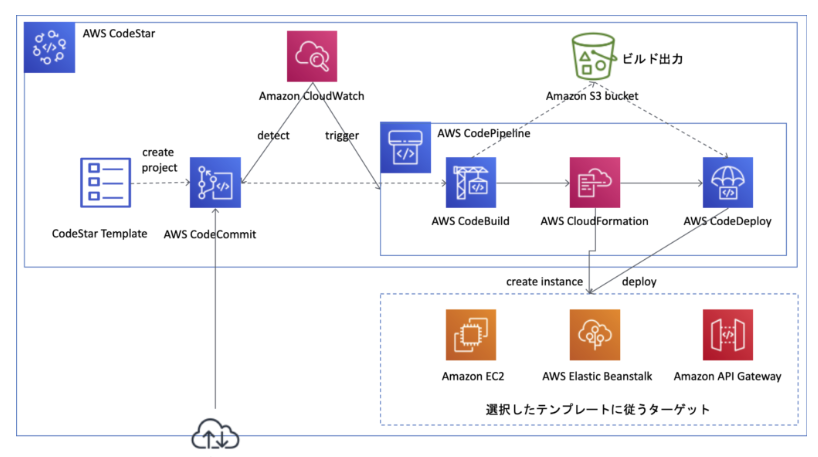 AWS CodeStar
Amazon CloudWatch
ビルド出力
Amazon S3 bucket
detect
trigger
AWS CodePipeline
create
project
CodeStar Template
AWS CodeCommit
AWS CodeBuild
AWS CloudFormation
AWS CodeDeploy
create instance
deploy
Amazon EC2
AWS Elastic Beanstalk
Amazon API Gateway
選択したテンプレートに従うターゲット